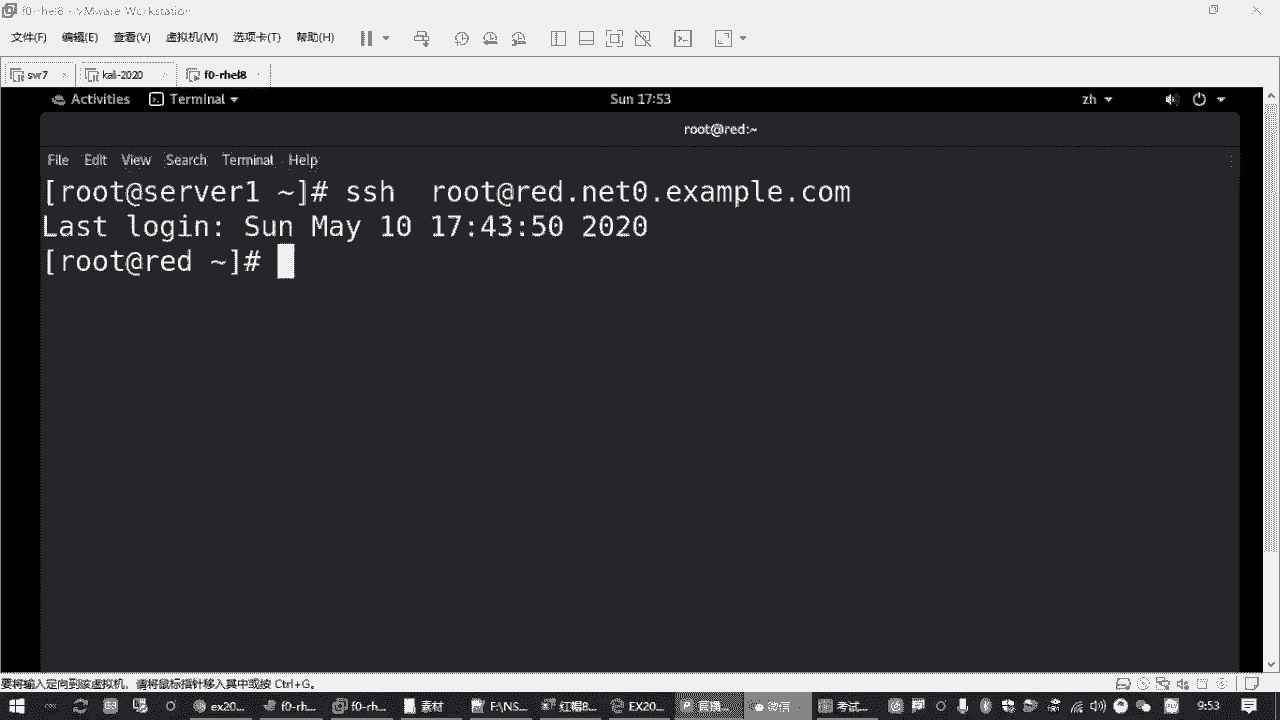 f0-rhel8 - VMware Workstation
文件(F) 编辑(E) 查看(V) 虚拟机(M) 选项卡(T) 帮助(H)
svr7 kali-2020 f0-rhel8
Activities Terminal Sun 17:53 zh
root@red:~
File Edit View Search Terminal Help
[root@server1 ~]# ssh  root@red.net0.example.com
Last login: Sun May 10 17:43:50 2020
[root@red ~]#
要将输入定向到该虚拟机，请将鼠标指针移入其中或按 Ctrl+G。
ex20... f0-rh... f0-rh... 素材 F:\NS... 红帽8... EX20... 微信 考试... 9:53